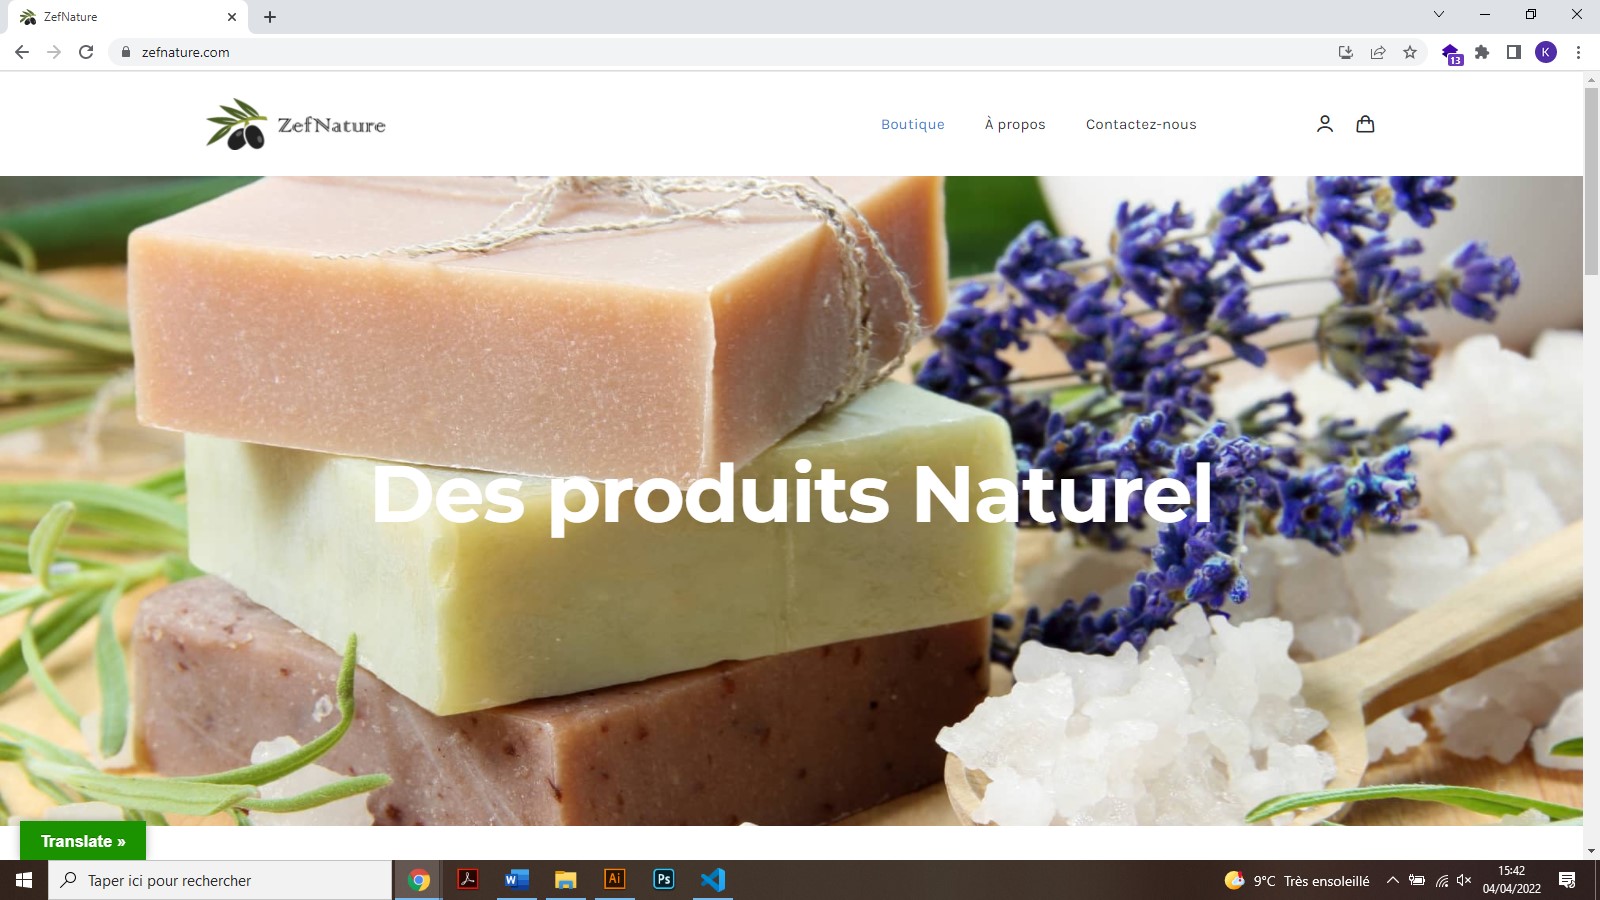 ZefNature
zefnature.com
13
K
ZefNature
Boutique
À propos
Contactez-nous
Des produits Naturel
Translate »
Taper ici pour rechercher
Ai
Ps
9°C Très ensoleillé
15:42
04/04/2022